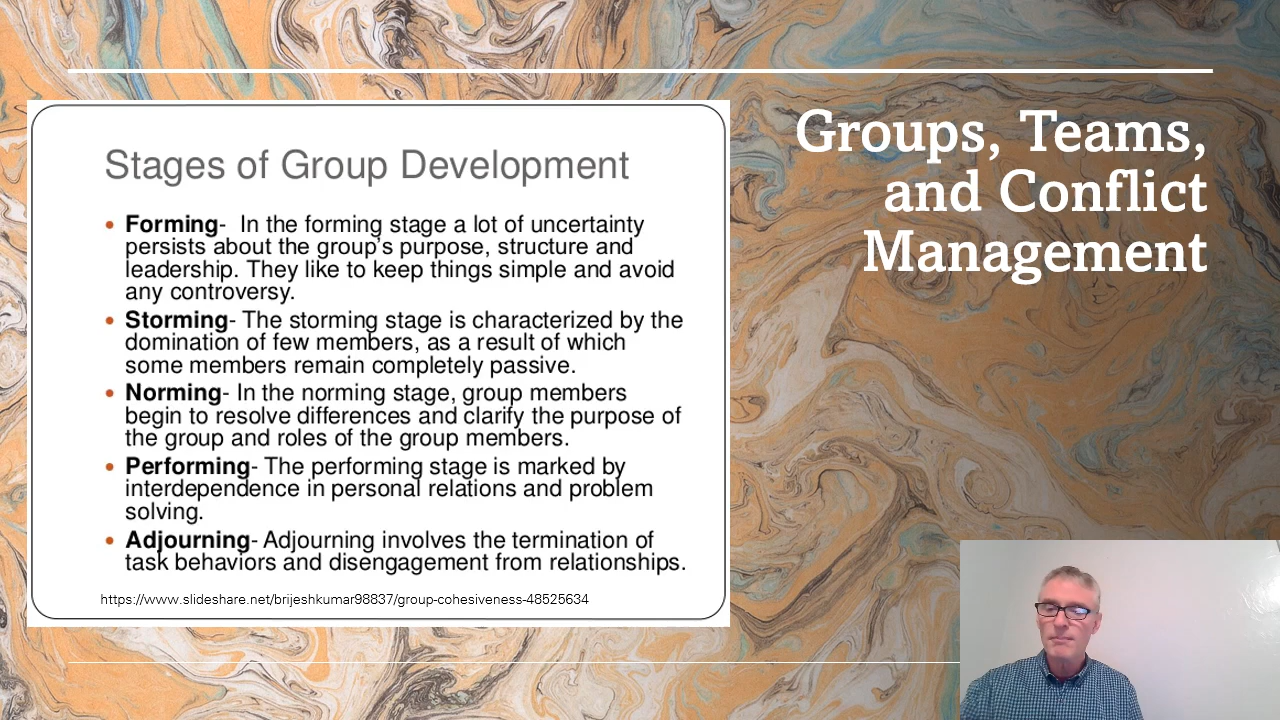 Groups, Teams,
and Conflict
Management
Stages of Group Development
• Forming-  In the forming stage a lot of uncertainty
persists about the group's purpose, structure and
leadership. They like to keep things simple and avoid
any controversy.
• Storming- The storming stage is characterized by the
domination of few members, as a result of which
some members remain completely passive.
• Norming- In the norming stage, group members
begin to resolve differences and clarify the purpose of
the group and roles of the group members.
• Performing- The performing stage is marked by
interdependence in personal relations and problem
solving.
• Adjourning- Adjourning involves the termination of
task behaviors and disengagement from relationships.
https://www.slideshare.net/brijeshkumar98837/group-cohesiveness-48525634